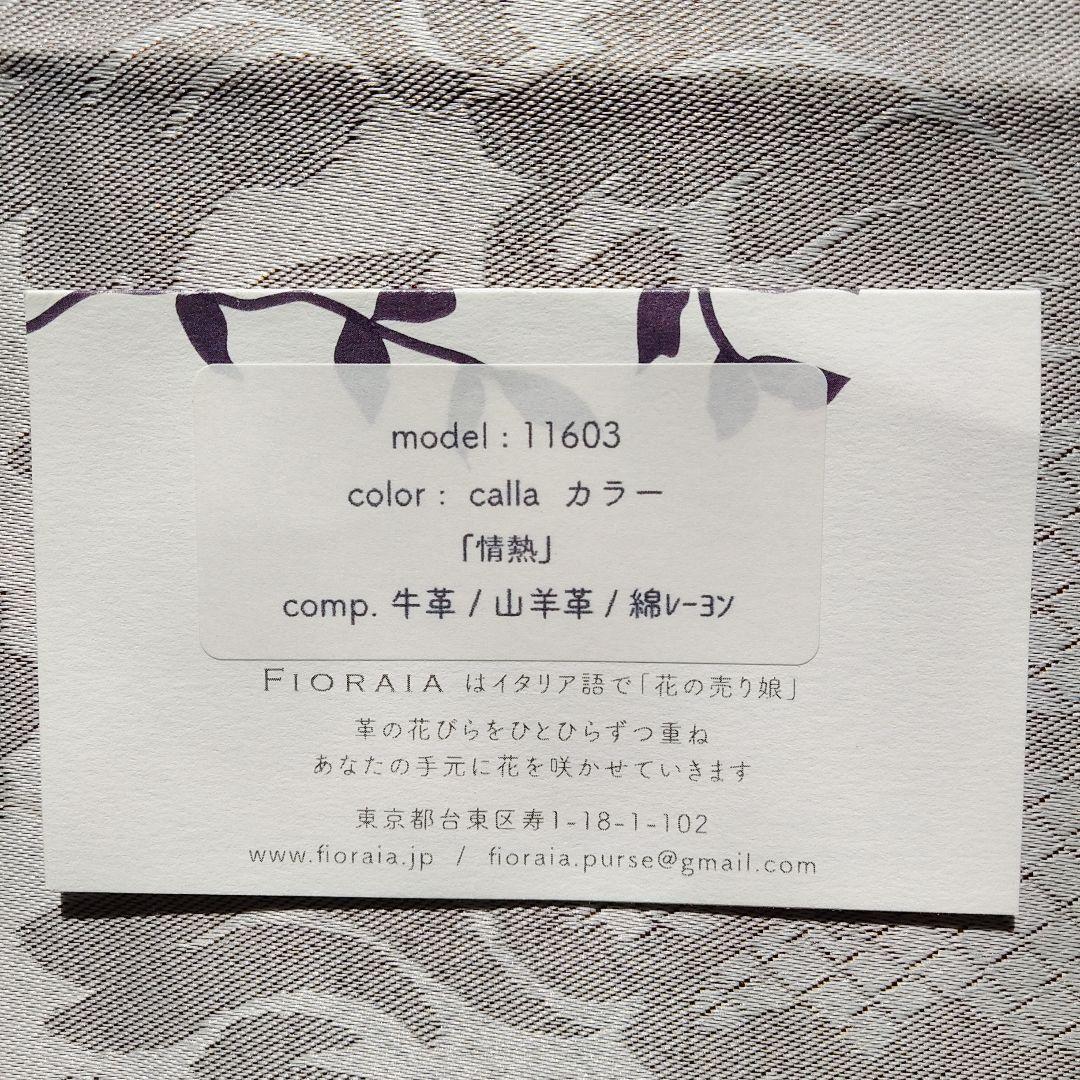 model : 11603
color : calla カラー
「情熱」
comp. 牛革 / 山羊革 / 綿ﾚｰﾖﾝ
FIORAIA はイタリア語で「花の売り娘」
革の花びらをひとひらずつ重ね
あなたの手元に花を咲かせていきます
東京都台東区寿1-18-1-102
www.fioraia.jp / fioraia.purse@gmail.com